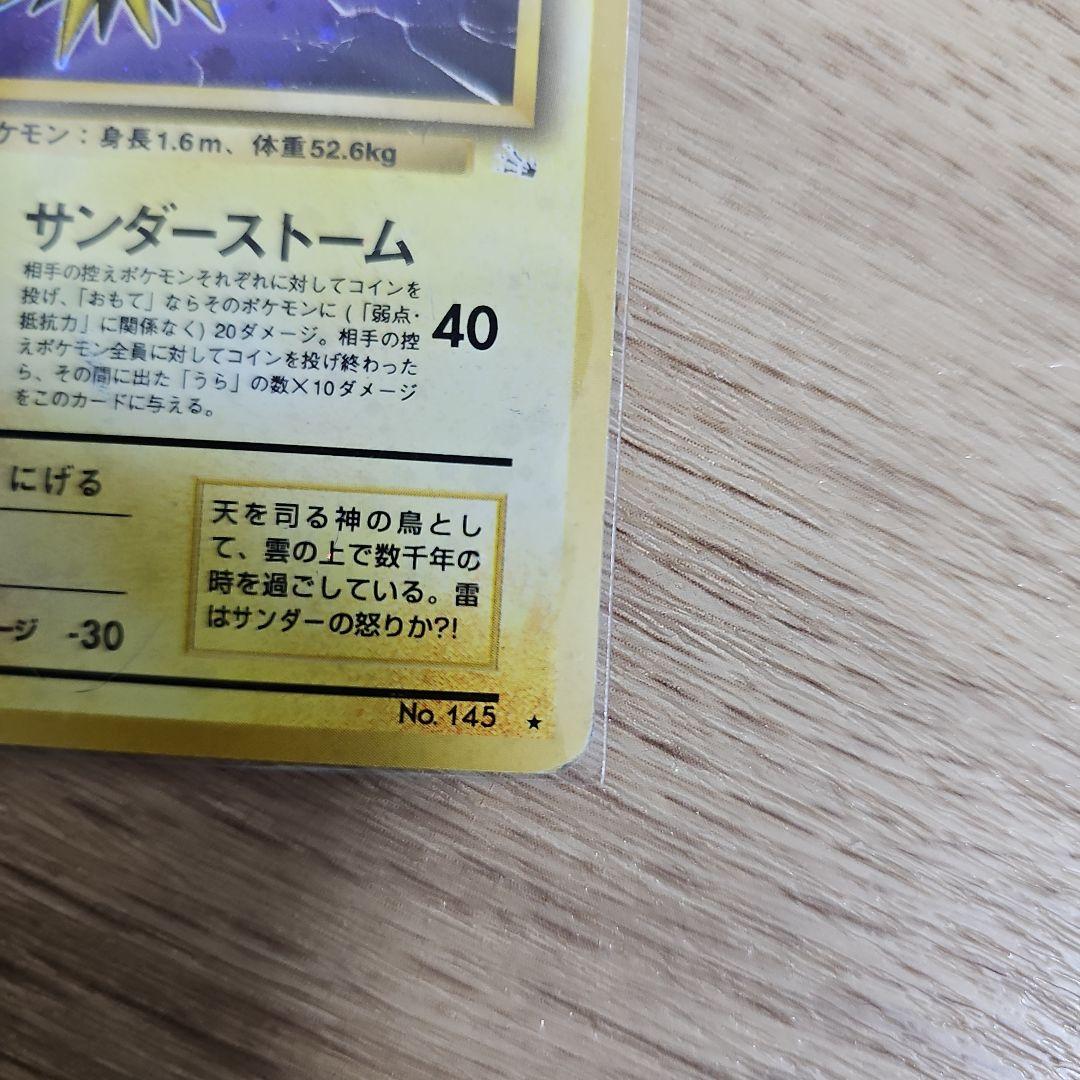 ケモン：身長1.6m、体重52.6kg
サンダーストーム
相手の控えポケモンそれぞれに対してコインを
投げ、「おもて」ならそのポケモンに (「弱点・
抵抗力」に関係なく) 20ダメージ。相手の控
えポケモン全員に対してコインを投げ終わった
ら、その間に出た「うら」の数×10ダメージ
をこのカードに与える。
40
にげる
ージ -30
天を司る神の鳥とし
て、雲の上で数千年の
時を過ごしている。雷
はサンダーの怒りか?!
No. 145 ★